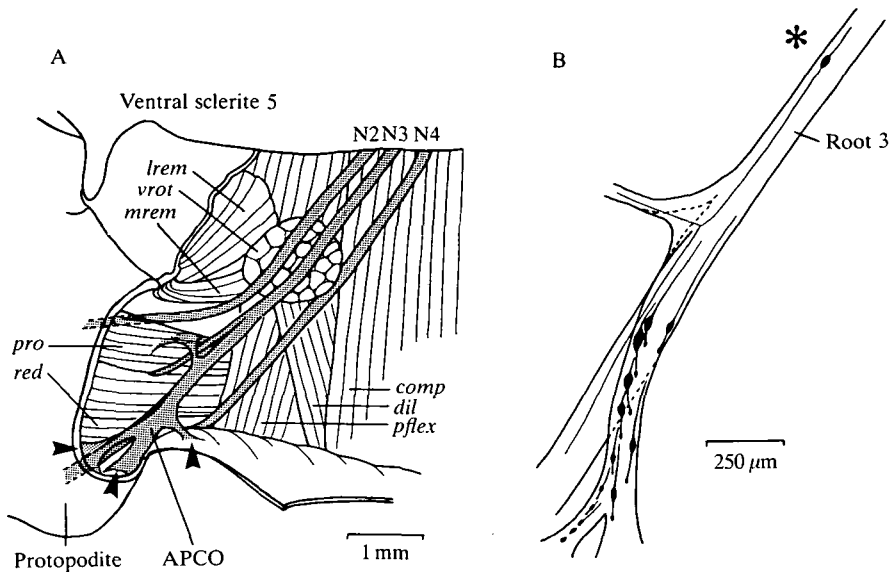 A
Ventral sclerite 5
N2 N3 N4
lrem
vrot
mrem
pro
red
comp
dil
pflex
Protopodite
APCO
1 mm
B
*
Root 3
250 μm